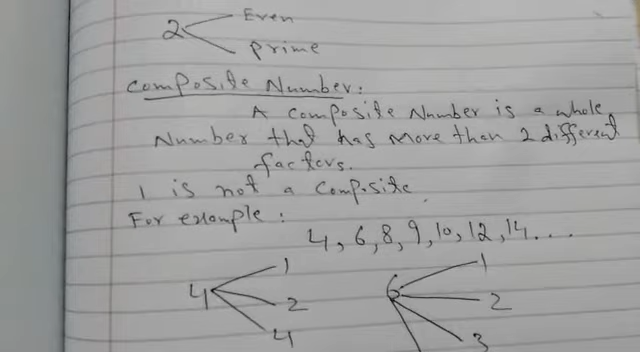 Even
2
Prime
Composite Number:
A Composite Number is a whole
Number that has More than 2 different
factors.
1 is not a Composite.
For example:
4, 6, 8, 9, 10, 12, 14....
1
4 2
4
1
6 2
3